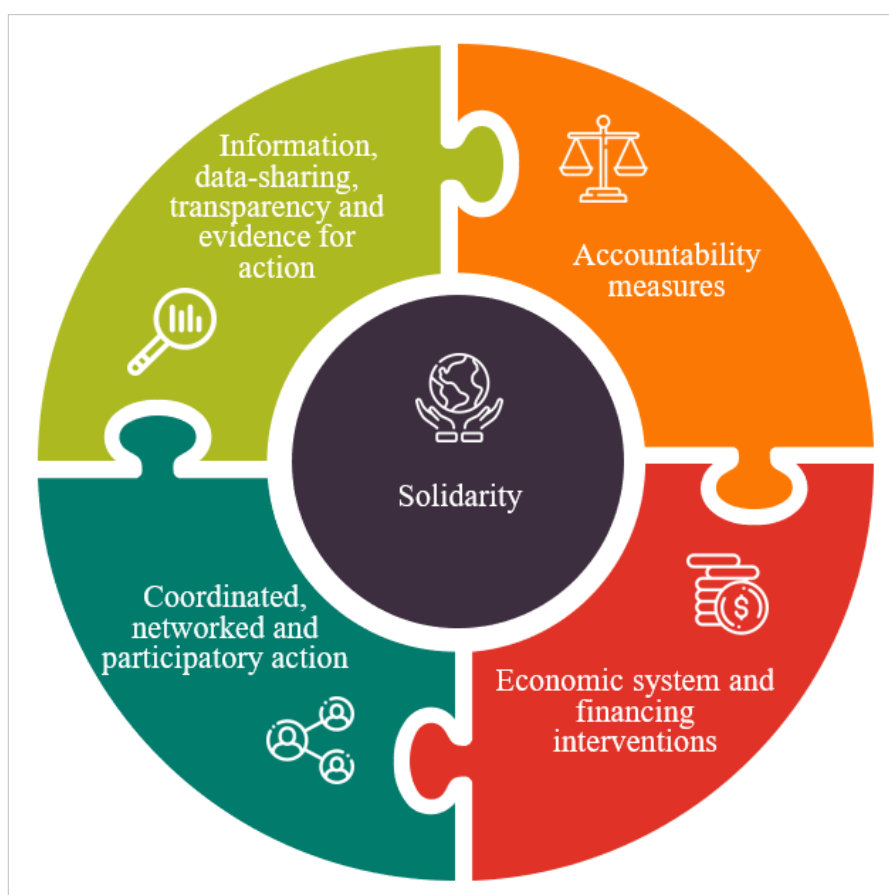 Information,
data-sharing,
transparency and
evidence for
action
Accountability
measures
Solidarity
Coordinated,
networked and
participatory action
Economic system and
financing
interventions
$